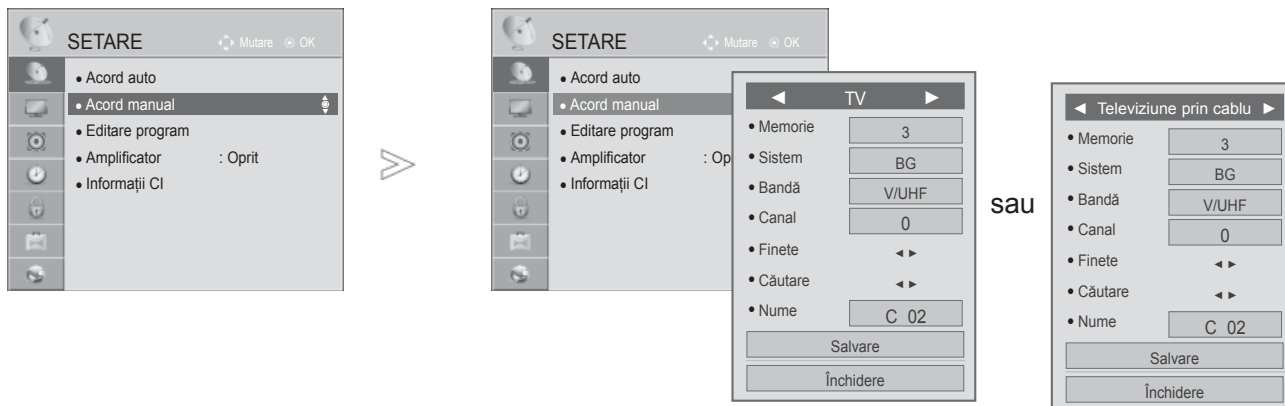 SETARE
Mutare OK
• Acord auto
• Acord manual
• Editare program
• Amplificator : Oprit
• Informații CI
SETARE
Mutare OK
• Acord auto
• Acord manual
• Editare program
• Amplificator : Op
• Informații CI
◄ TV ►
• Memorie 3
• Sistem BG
• Bandă V/UHF
• Canal 0
• Finete ◄ ►
• Căutare ◄ ►
• Nume C 02
Salvare
Închidere
sau
◄ Televiziune prin cablu ►
• Memorie 3
• Sistem BG
• Bandă V/UHF
• Canal 0
• Finete ◄ ►
• Căutare ◄ ►
• Nume C 02
Salvare
Închidere